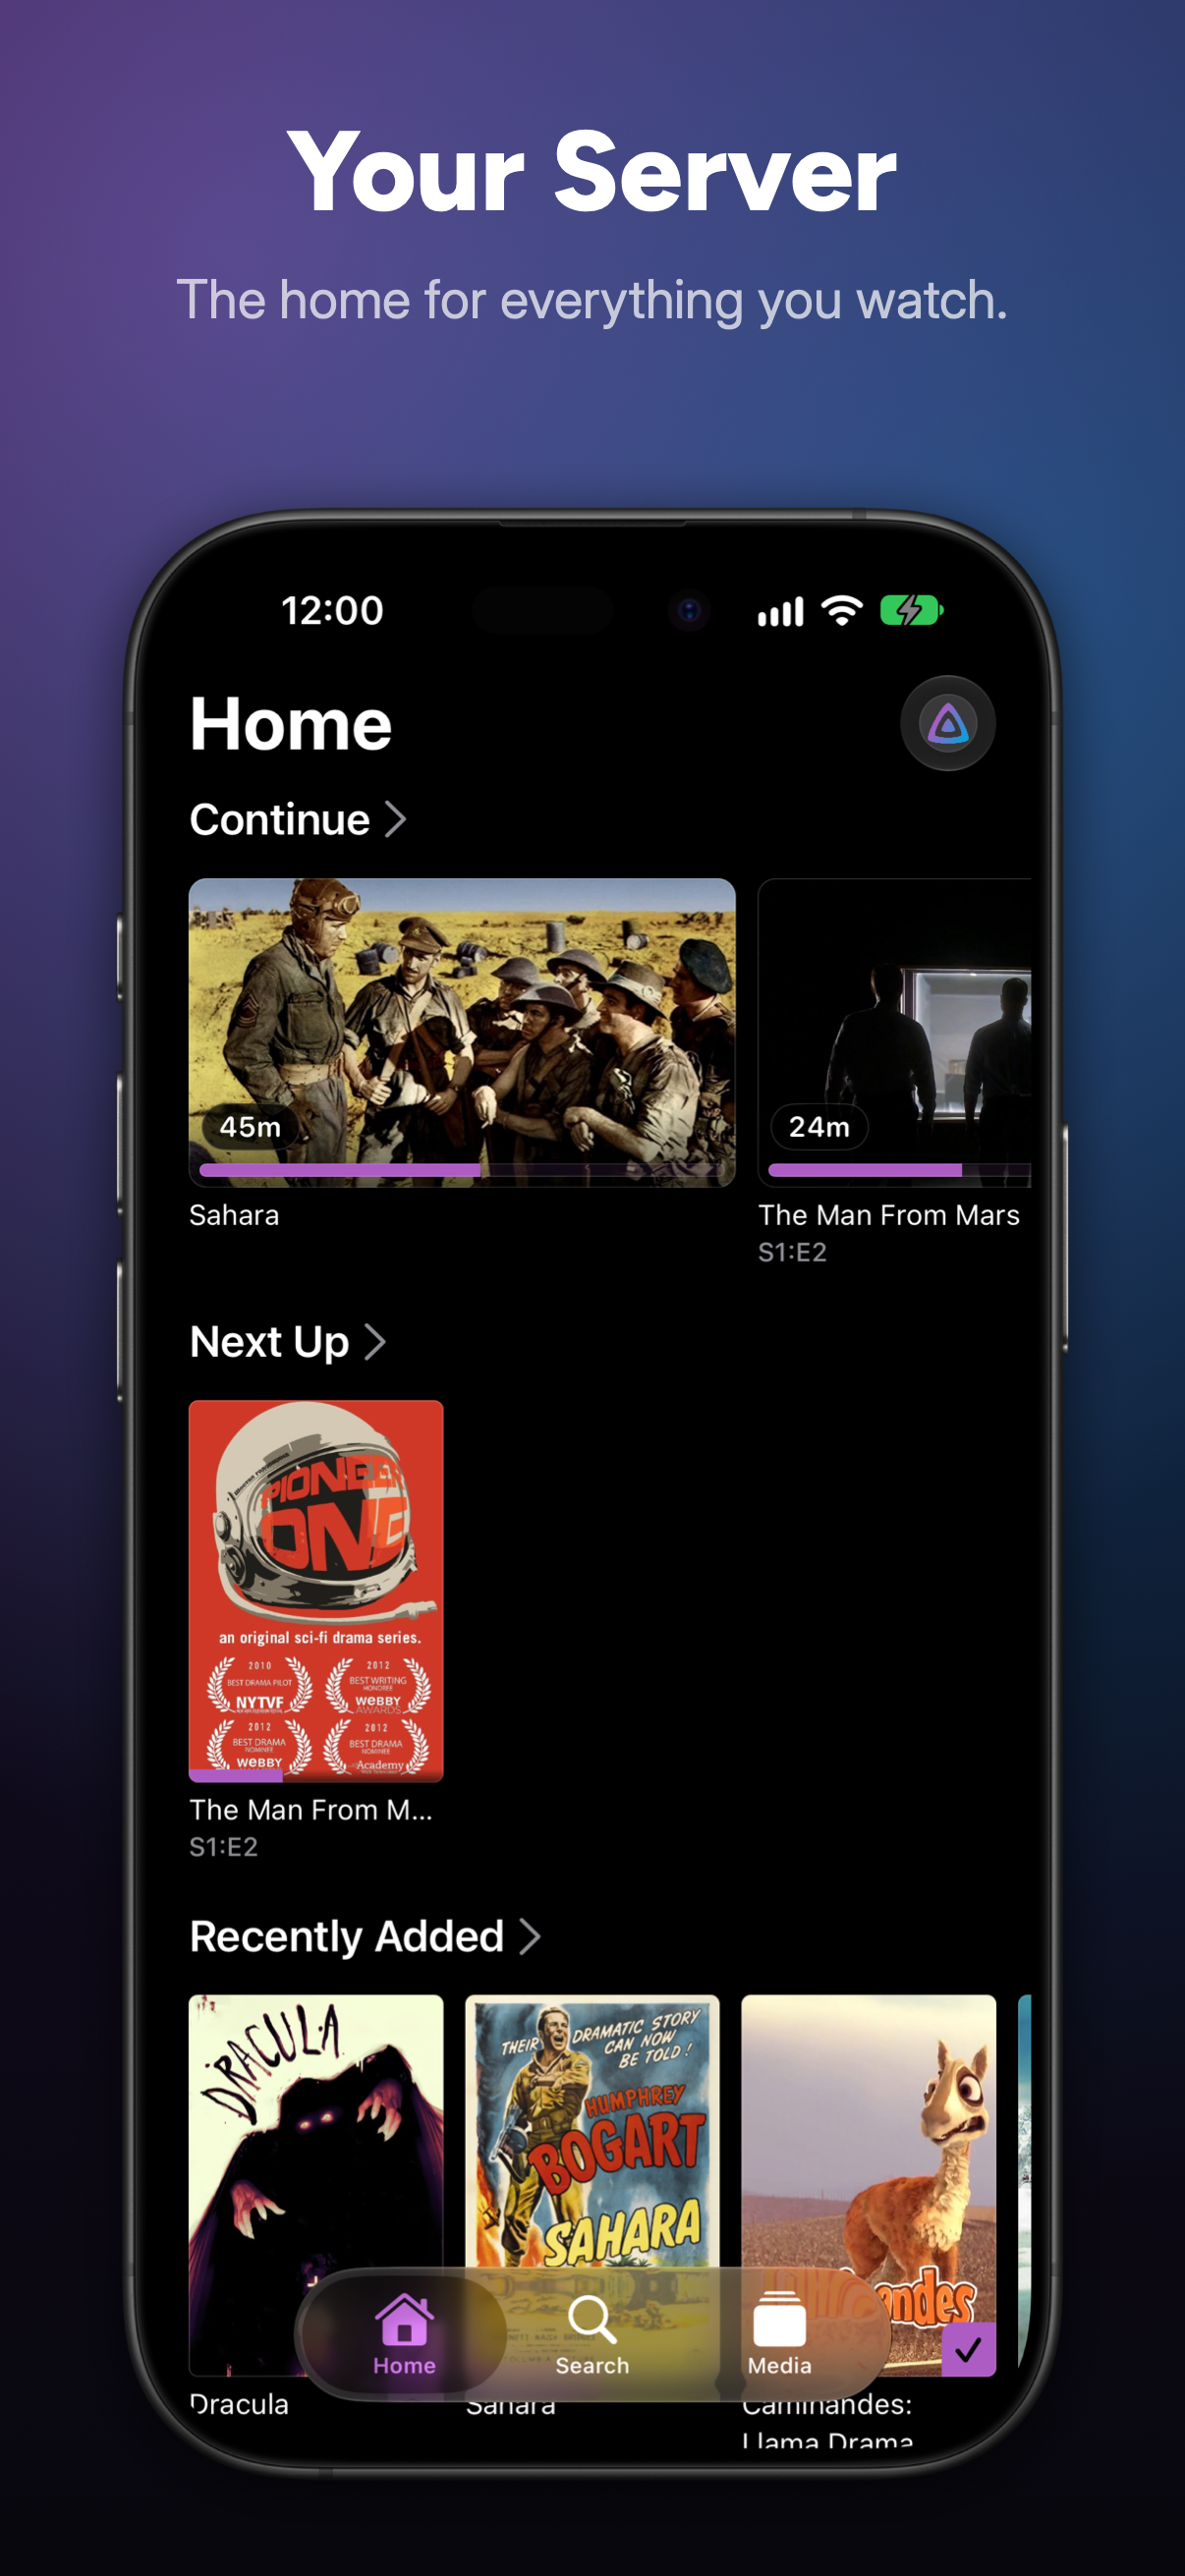 Your Server
The home for everything you watch.
12:00
Home
Continue
45m
24m
Sahara
The Man From Mars
S1:E2
Next Up
PIONEER
ONE
an original sci-fi drama series.
2010
BEST DRAMA PILOT
NYTVF
2012
BEST WRITING
HONOREE
WEBBY
AWARDS
2012
BEST DRAMA
NOMINEE
WEBBY
2012
BEST DRAMA
NOMINEE
Academy
The Man From M...
S1:E2
Recently Added
DRACULA
THEIR DRAMATIC STORY
CAN NOW
BE TOLD!
HUMPHREY
BOGART
SAHARA
Home
Search
Media
Dracula
Sahara
Caminandes:
Llama Drama